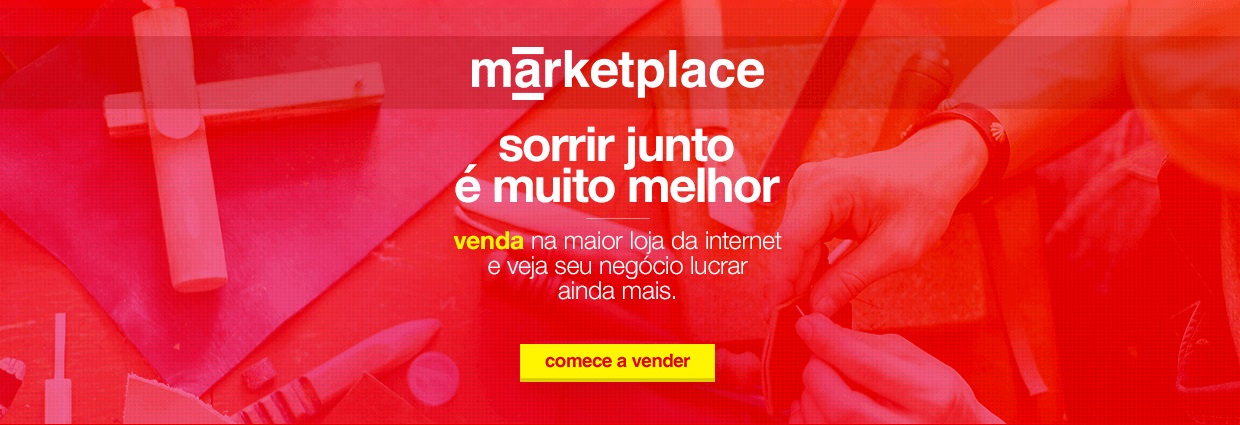 marketplace
sorrir junto
é muito melhor
venda na maior loja da internet
e veja seu negócio lucrar
ainda mais.
comece a vender